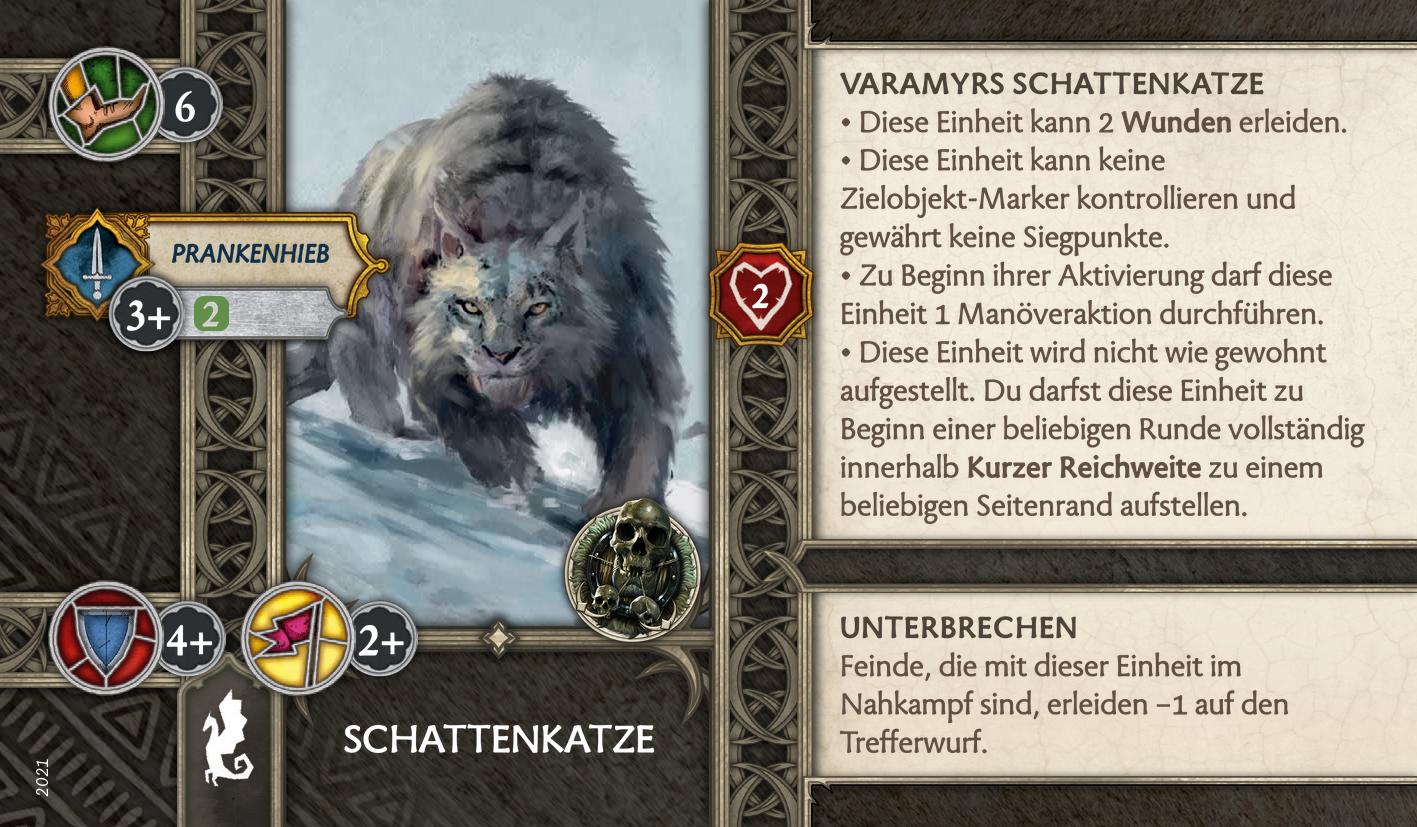 6
PRANKENHIEB
3+ 2
2
4+ 2+
SCHATTENKATZE
2021
VARAMYRS SCHATTENKATZE
• Diese Einheit kann 2 Wunden erleiden.
• Diese Einheit kann keine
Zielobjekt-Marker kontrollieren und
gewährt keine Siegpunkte.
• Zu Beginn ihrer Aktivierung darf diese
Einheit 1 Manöveraktion durchführen.
• Diese Einheit wird nicht wie gewohnt
aufgestellt. Du darfst diese Einheit zu
Beginn einer beliebigen Runde vollständig
innerhalb Kurzer Reichweite zu einem
beliebigen Seitenrand aufstellen.
UNTERBRECHEN
Feinde, die mit dieser Einheit im
Nahkampf sind, erleiden −1 auf den
Trefferwurf.